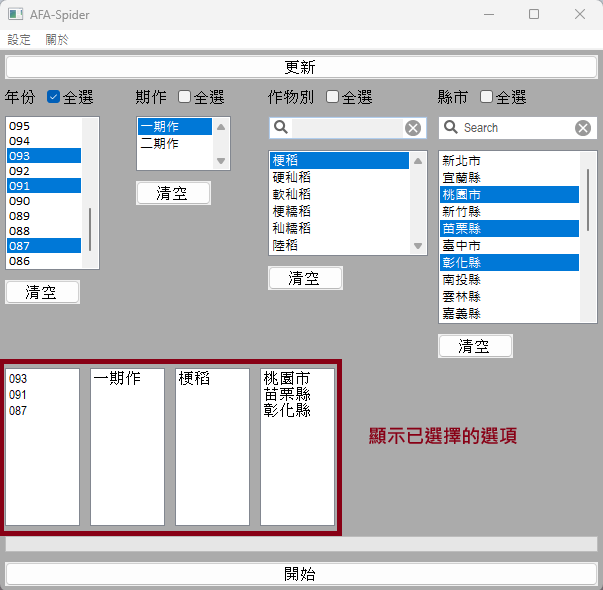 AFA-Spider
設定 關於
更新
年份 全選 期作 全選 作物別 全選 縣市 全選
095
094
093
092
091
090
089
088
087
086
清空
一期作
二期作
清空
梗稻
硬秈稻
軟秈稻
梗糯稻
秈糯稻
陸稻
清空
Search
新北市
宜蘭縣
桃園市
新竹縣
苗栗縣
臺中市
彰化縣
南投縣
雲林縣
嘉義縣
清空
093
091
087
一期作
梗稻
桃園市
苗栗縣
彰化縣
顯示已選擇的選項
開始